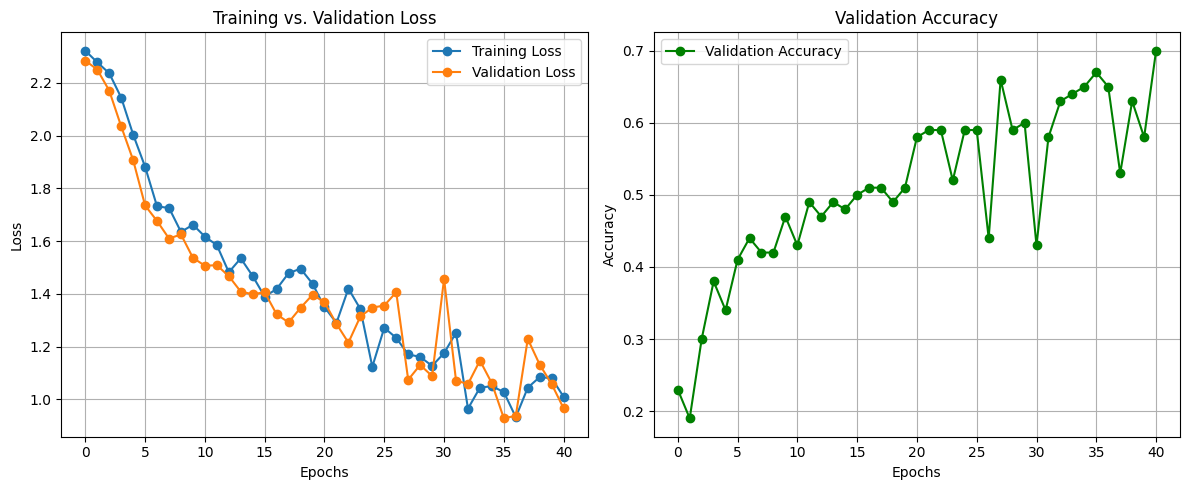 Training vs. Validation Loss
Training Loss
Validation Loss
2.2
2.0
1.8
1.6
1.4
1.2
1.0
Loss
0 5 10 15 20 25 30 35 40
Epochs
Validation Accuracy
Validation Accuracy
0.7
0.6
0.5
0.4
0.3
0.2
Accuracy
0 5 10 15 20 25 30 35 40
Epochs